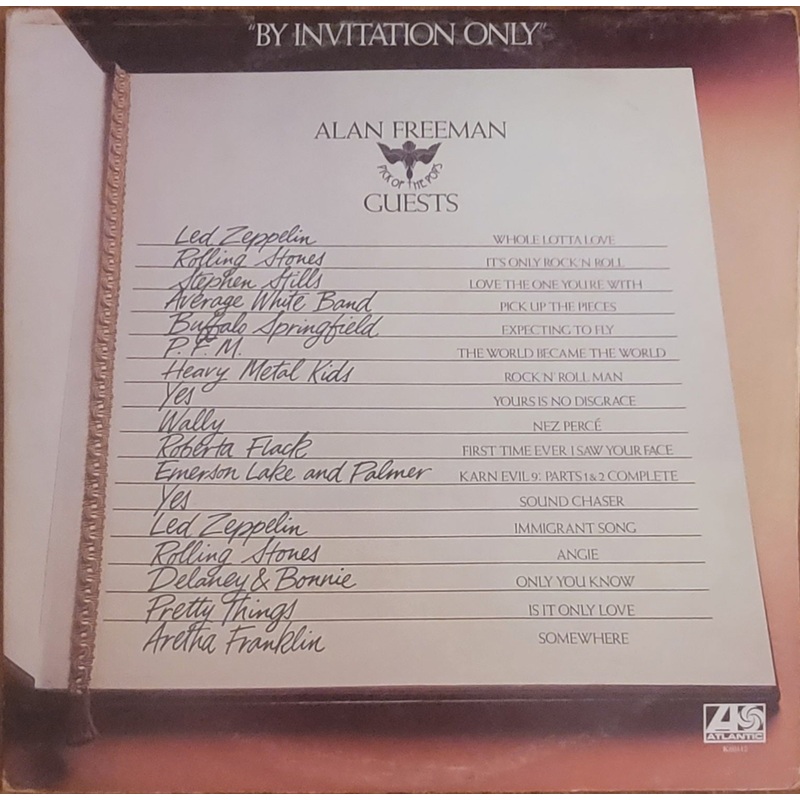 "BY INVITATION ONLY"
ALAN FREEMAN
PICK OF THE POPS
GUESTS
Led Zeppelin WHOLE LOTTA LOVE
Rolling Stones IT'S ONLY ROCK 'N ROLL
Stephen Stills LOVE THE ONE YOU'RE WITH
Average White Band PICK UP THE PIECES
Buffalo Springfield EXPECTING TO FLY
P.F.M. THE WORLD BECAME THE WORLD
Heavy Metal Kids ROCK 'N' ROLL MAN
Yes YOURS IS NO DISGRACE
Wally NEZ PERCÉ
Roberta Flack FIRST TIME EVER I SAW YOUR FACE
Emerson Lake and Palmer KARN EVIL 9: PARTS 1 & 2 COMPLETE
Yes SOUND CHASER
Led Zeppelin IMMIGRANT SONG
Rolling Stones ANGIE
Delaney & Bonnie ONLY YOU KNOW
Pretty Things IS IT ONLY LOVE
Aretha Franklin SOMEWHERE
ATLANTIC